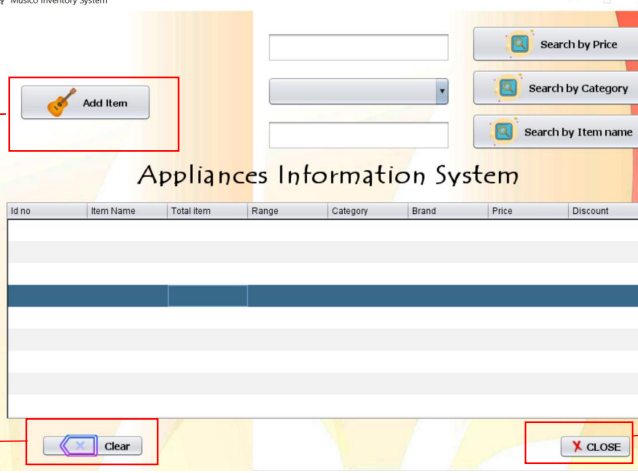 Musico Inventory System
Search by Price
Add Item
Search by Category
Search by Item name
Appliances Information System
Id no Item Name Total item Range Category Brand Price Discount
Clear
X CLOSE